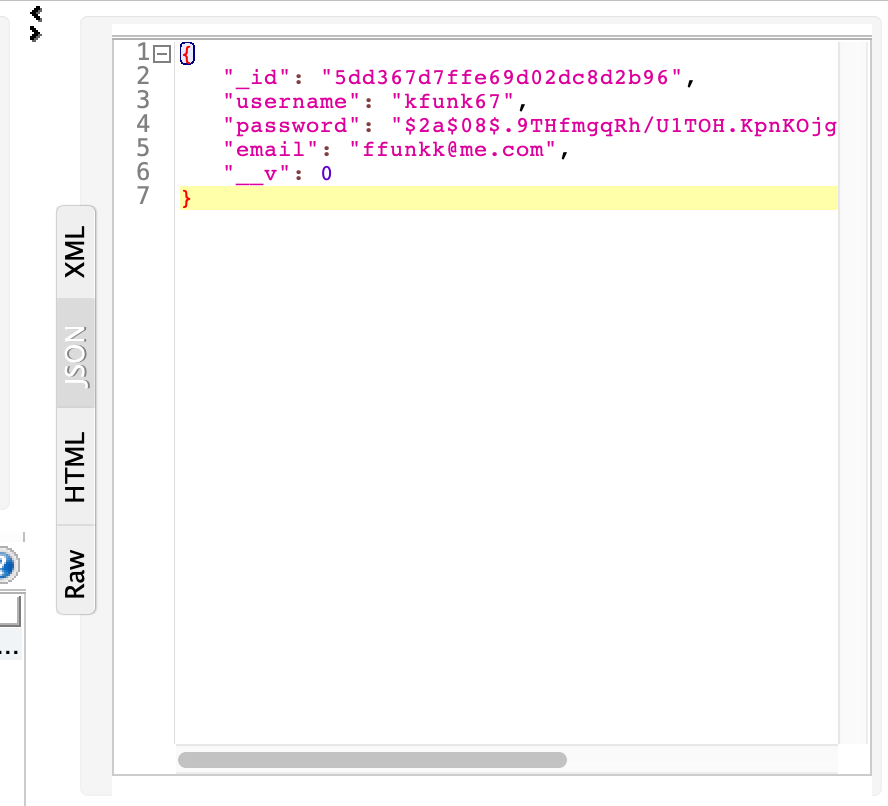 1 {
2 "_id": "5dd367d7ffe69d02dc8d2b96",
3 "username": "kfunk67",
4 "password": "$2a$08$.9THfmgqRh/U1TOH.KpnKOjg
5 "email": "ffunkk@me.com",
6 "__v": 0
7 }
XML
JSON
HTML
Raw
...